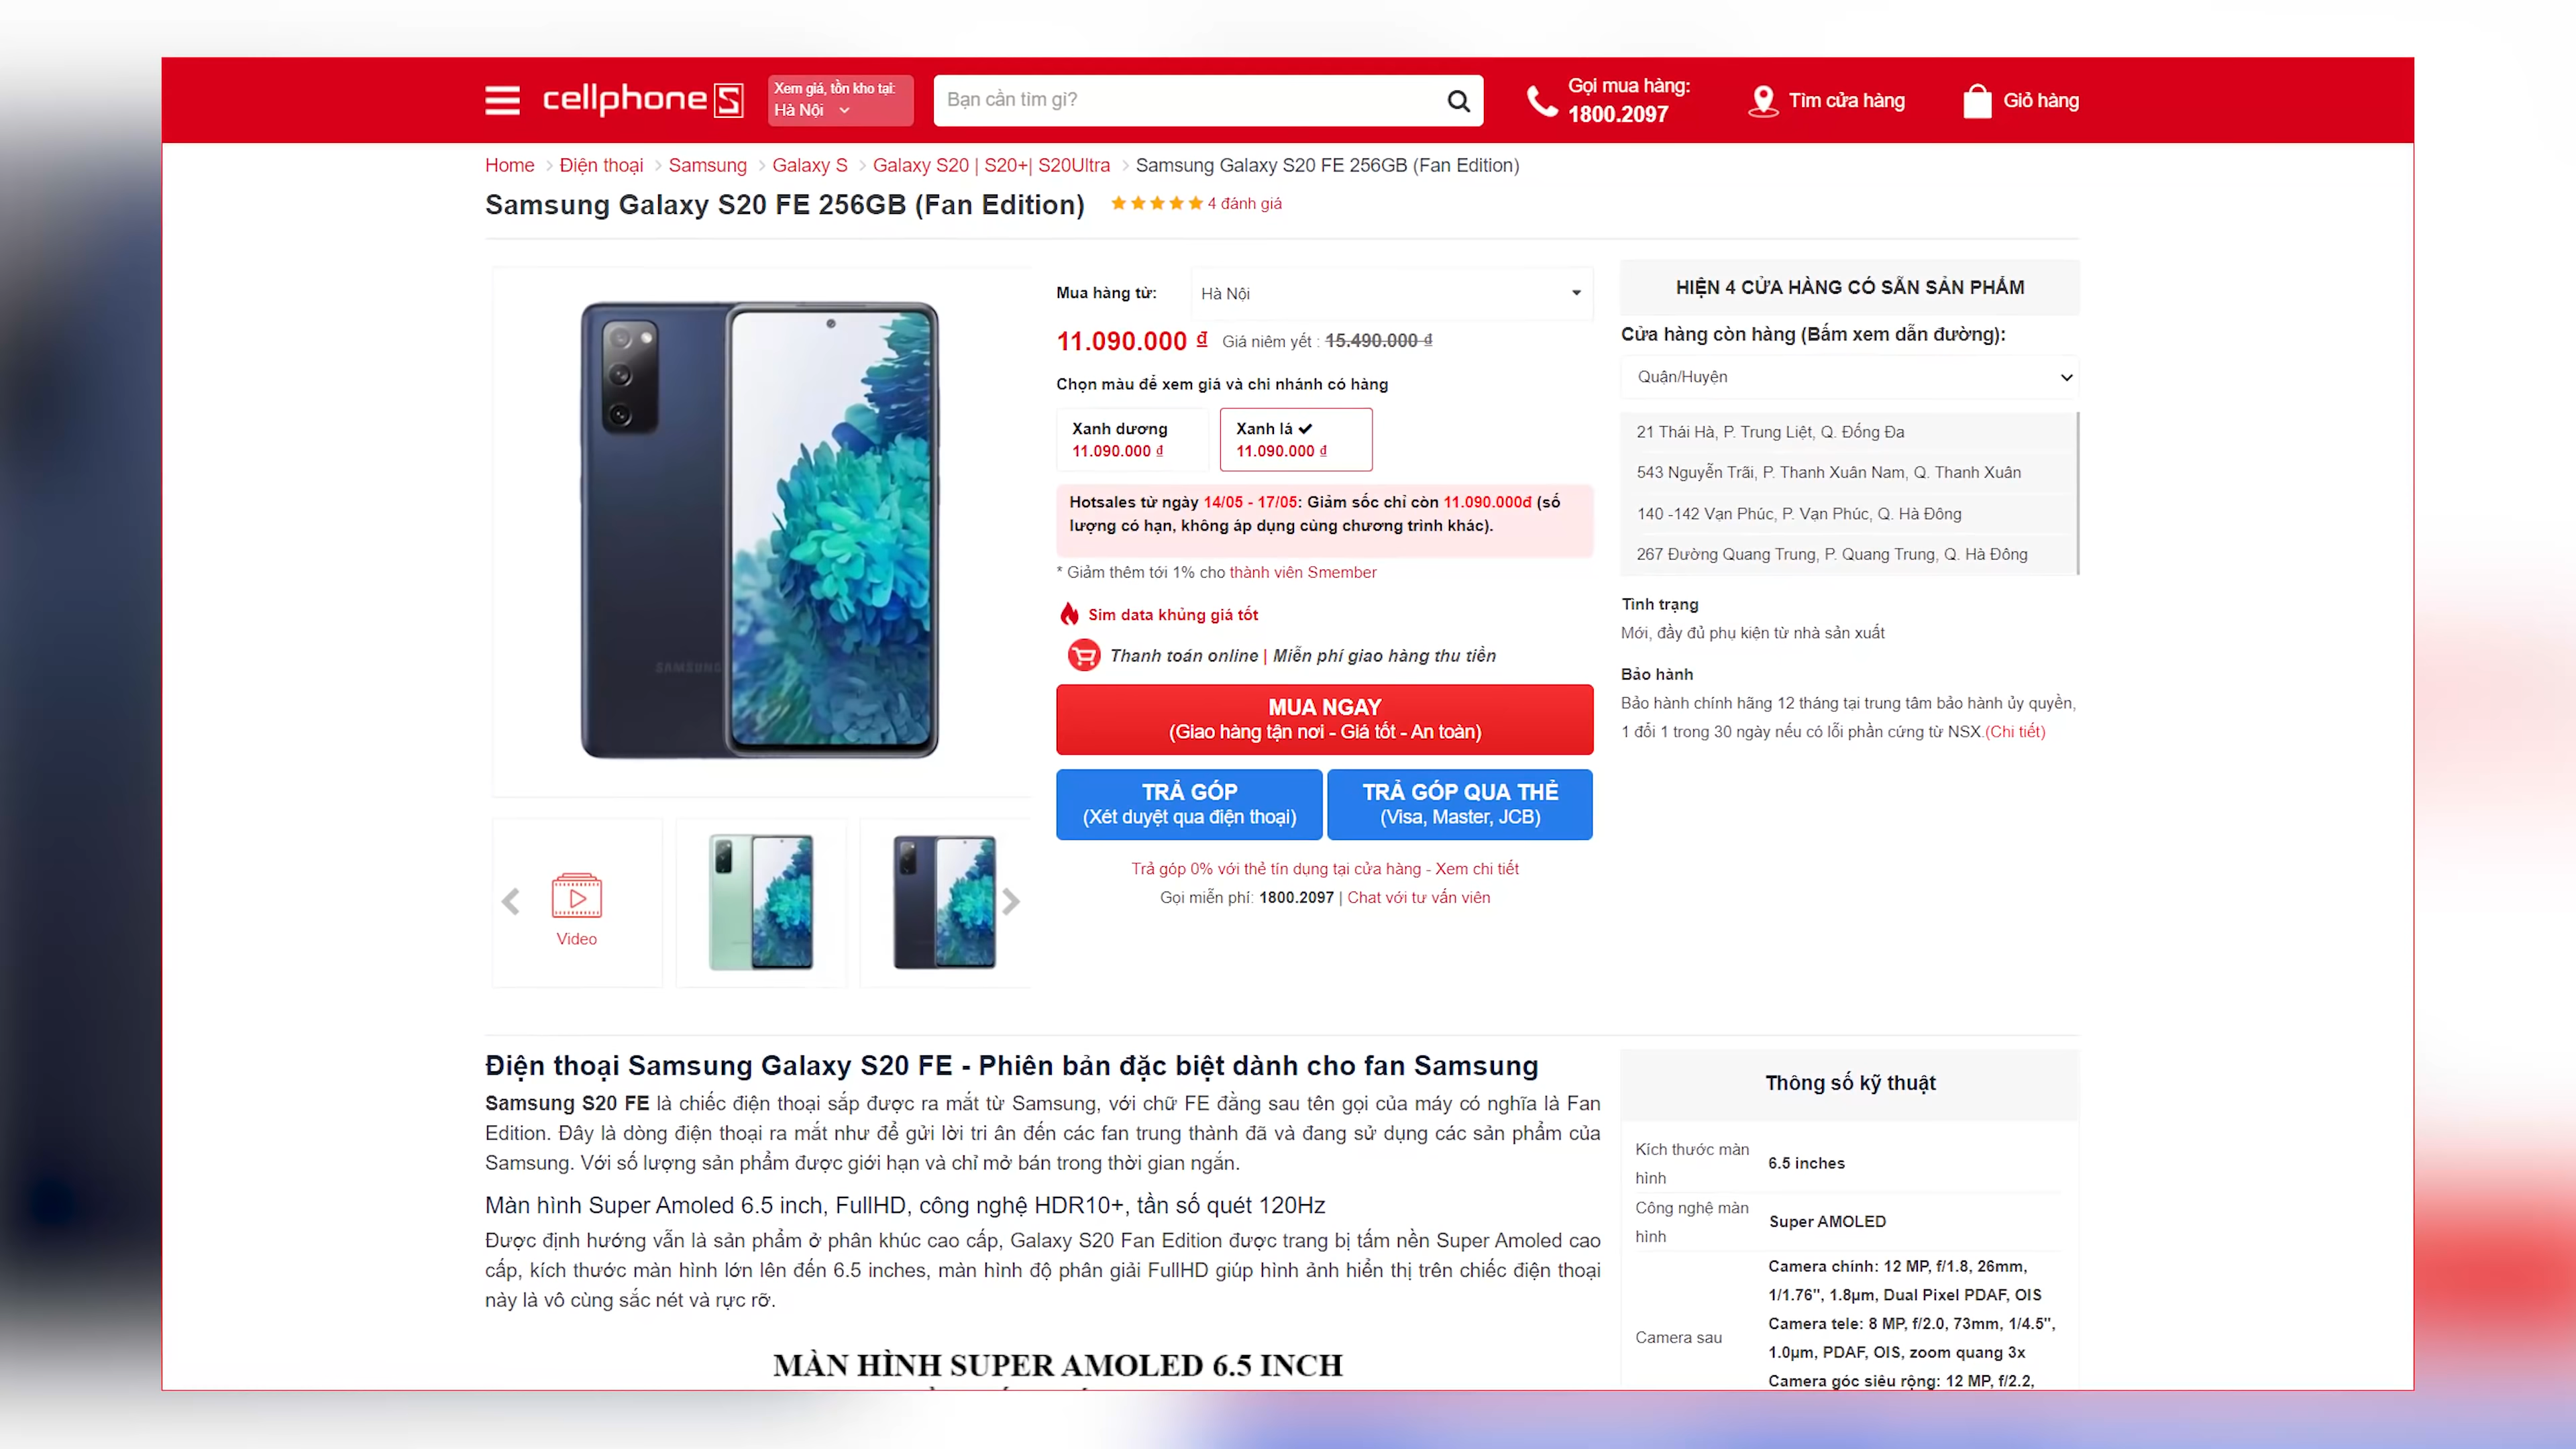 cellphone S
Xem giá, tồn kho tại:
Hà Nội
Bạn cần tìm gì?
Gọi mua hàng:
1800.2097
Tìm cửa hàng
Giỏ hàng
Home > Điện thoại > Samsung > Galaxy S > Galaxy S20 | S20+| S20Ultra > Samsung Galaxy S20 FE 256GB (Fan Edition)
Samsung Galaxy S20 FE 256GB (Fan Edition)
4 đánh giá
SAMSUNG
Video
Mua hàng từ:
Hà Nội
11.090.000 ₫ Giá niêm yết : 15.490.000 ₫
Chọn màu để xem giá và chi nhánh có hàng
Xanh dương
11.090.000 ₫
Xanh lá ✔
11.090.000 ₫
Hotsales từ ngày 14/05 - 17/05: Giảm sốc chỉ còn 11.090.000đ (số
lượng có hạn, không áp dụng cùng chương trình khác).
* Giảm thêm tới 1% cho thành viên Smember
Sim data khủng giá tốt
Thanh toán online | Miễn phí giao hàng thu tiền
MUA NGAY
(Giao hàng tận nơi - Giá tốt - An toàn)
TRẢ GÓP
(Xét duyệt qua điện thoại)
TRẢ GÓP QUA THẺ
(Visa, Master, JCB)
Trả góp 0% với thẻ tín dụng tại cửa hàng - Xem chi tiết
Gọi miễn phí: 1800.2097 | Chat với tư vấn viên
HIỆN 4 CỬA HÀNG CÓ SẴN SẢN PHẨM
Cửa hàng còn hàng (Bấm xem dẫn đường):
Quận/Huyện
21 Thái Hà, P. Trung Liệt, Q. Đống Đa
543 Nguyễn Trãi, P. Thanh Xuân Nam, Q. Thanh Xuân
140 -142 Vạn Phúc, P. Vạn Phúc, Q. Hà Đông
267 Đường Quang Trung, P. Quang Trung, Q. Hà Đông
Tình trạng
Mới, đầy đủ phụ kiện từ nhà sản xuất
Bảo hành
Bảo hành chính hãng 12 tháng tại trung tâm bảo hành ủy quyền,
1 đổi 1 trong 30 ngày nếu có lỗi phần cứng từ NSX.(Chi tiết)
Điện thoại Samsung Galaxy S20 FE - Phiên bản đặc biệt dành cho fan Samsung
Samsung S20 FE là chiếc điện thoại sắp được ra mắt từ Samsung, với chữ FE đằng sau tên gọi của máy có nghĩa là Fan
Edition. Đây là dòng điện thoại ra mắt như để gửi lời tri ân đến các fan trung thành đã và đang sử dụng các sản phẩm của
Samsung. Với số lượng sản phẩm được giới hạn và chỉ mở bán trong thời gian ngắn.
Màn hình Super Amoled 6.5 inch, FullHD, công nghệ HDR10+, tần số quét 120Hz
Được định hướng vẫn là sản phẩm ở phân khúc cao cấp, Galaxy S20 Fan Edition được trang bị tấm nền Super Amoled cao
cấp, kích thước màn hình lớn lên đến 6.5 inches, màn hình độ phân giải FullHD giúp hình ảnh hiển thị trên chiếc điện thoại
này là vô cùng sắc nét và rực rỡ.
MÀN HÌNH SUPER AMOLED 6.5 INCH
Thông số kỹ thuật
Kích thước màn
hình
6.5 inches
Công nghệ màn
hình
Super AMOLED
Camera sau
Camera chính: 12 MP, f/1.8, 26mm,
1/1.76", 1.8µm, Dual Pixel PDAF, OIS
Camera tele: 8 MP, f/2.0, 73mm, 1/4.5",
1.0µm, PDAF, OIS, zoom quang 3x
Camera góc siêu rộng: 12 MP, f/2.2,